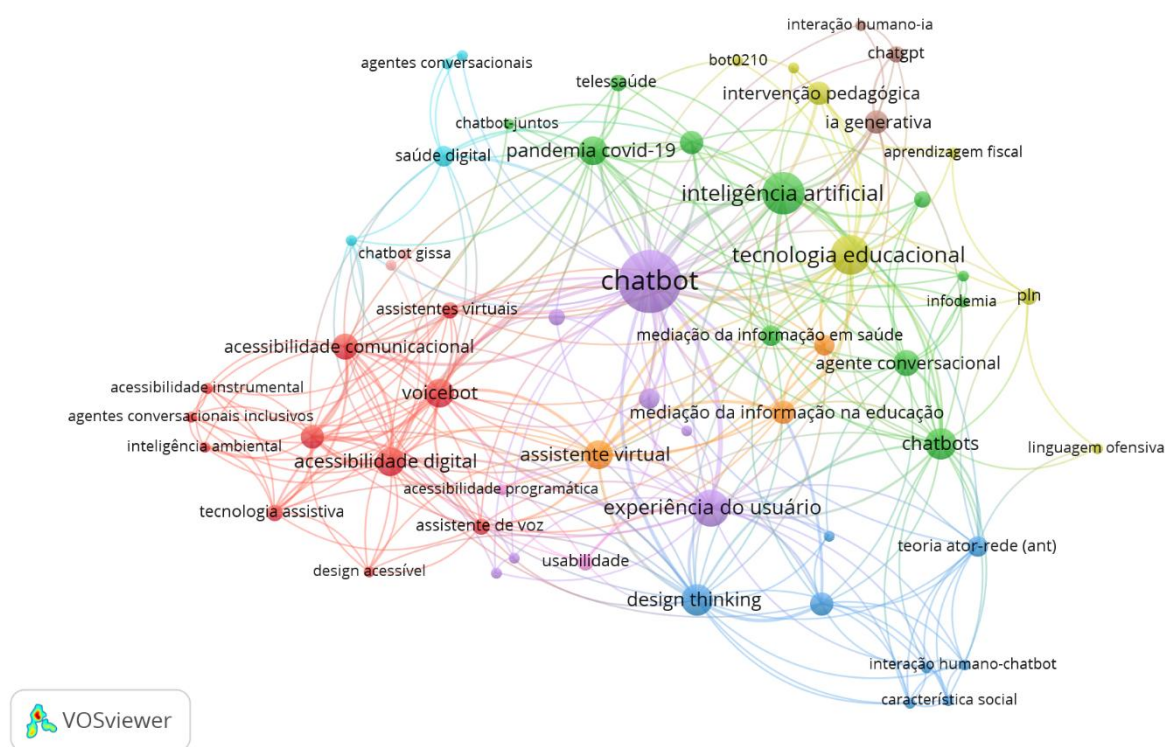 interação humano-ia
chatgpt
agentes conversacionais
bot0210
telessaúde
intervenção pedagógica
chatbot-juntos
ia generativa
saúde digital
pandemia covid-19
aprendizagem fiscal
inteligência artificial
chatbot gissa
tecnologia educacional
chatbot
assistentes virtuais
infodemia
pln
acessibilidade comunicacional
mediação da informação em saúde
agente conversacional
acessibilidade instrumental
voicebot
agentes conversacionais inclusivos
mediação da informação na educação
inteligência ambiental
acessibilidade digital
assistente virtual
chatbots
linguagem ofensiva
acessibilidade programática
tecnologia assistiva
assistente de voz
experiência do usuário
design acessível
usabilidade
teoria ator-rede (ant)
design thinking
interação humano-chatbot
característica social
VOSviewer